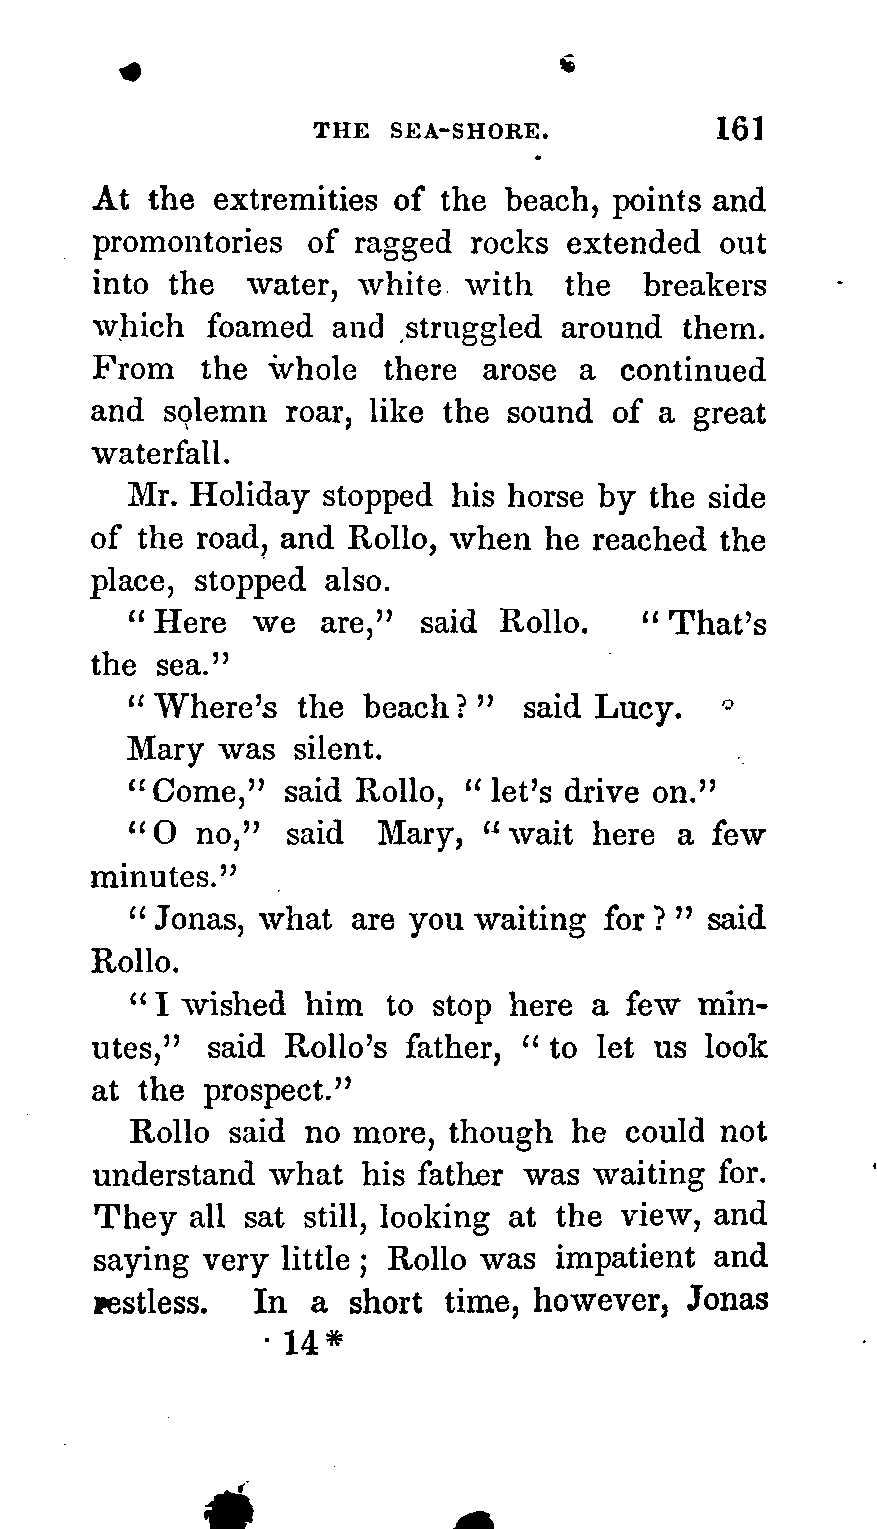 THE SEA-SHORE. 161
At the extremities of the beach, points and
promontories of ragged rocks extended out
into the water, white with the breakers
which foamed and struggled around them.
From the whole there arose a continued
and solemn roar, like the sound of a great
waterfall.
Mr. Holiday stopped his horse by the side
of the road, and Rollo, when he reached the
place, stopped also.
“Here we are,” said Rollo. “That’s
the sea.”
“Where’s the beach?” said Lucy.
Mary was silent.
“Come,” said Rollo, “let’s drive on.”
“O no,” said Mary, “wait here a few
minutes.”
“Jonas, what are you waiting for?” said
Rollo.
“I wished him to stop here a few min-
utes,” said Rollo’s father, “to let us look
at the prospect.”
Rollo said no more, though he could not
understand what his father was waiting for.
They all sat still, looking at the view, and
saying very little; Rollo was impatient and
restless. In a short time, however, Jonas
14*